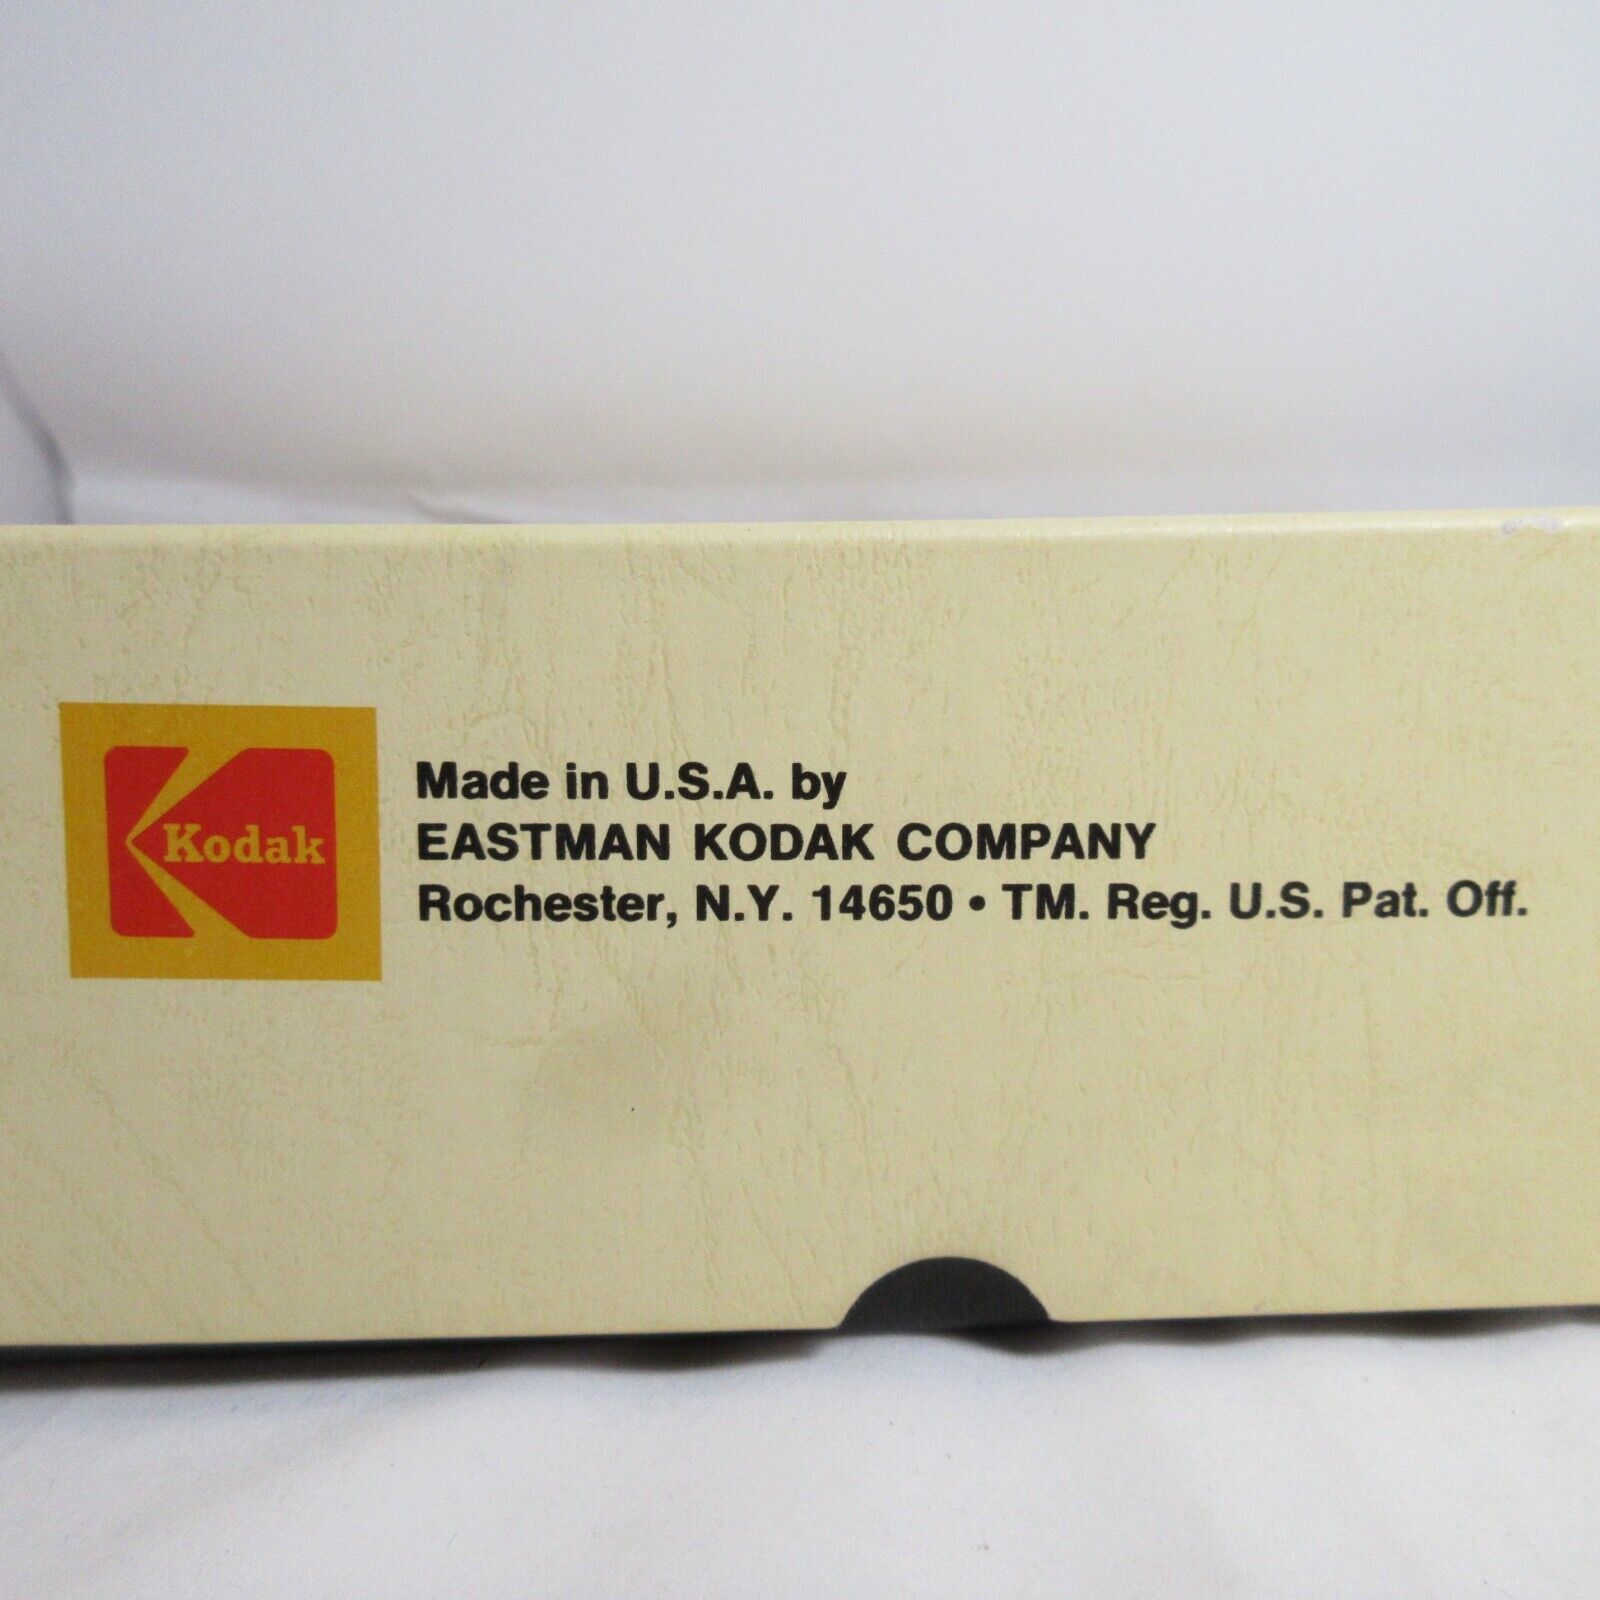 Kodak
Made in U.S.A. by
EASTMAN KODAK COMPANY
Rochester, N.Y. 14650 • TM. Reg. U.S. Pat. Off.